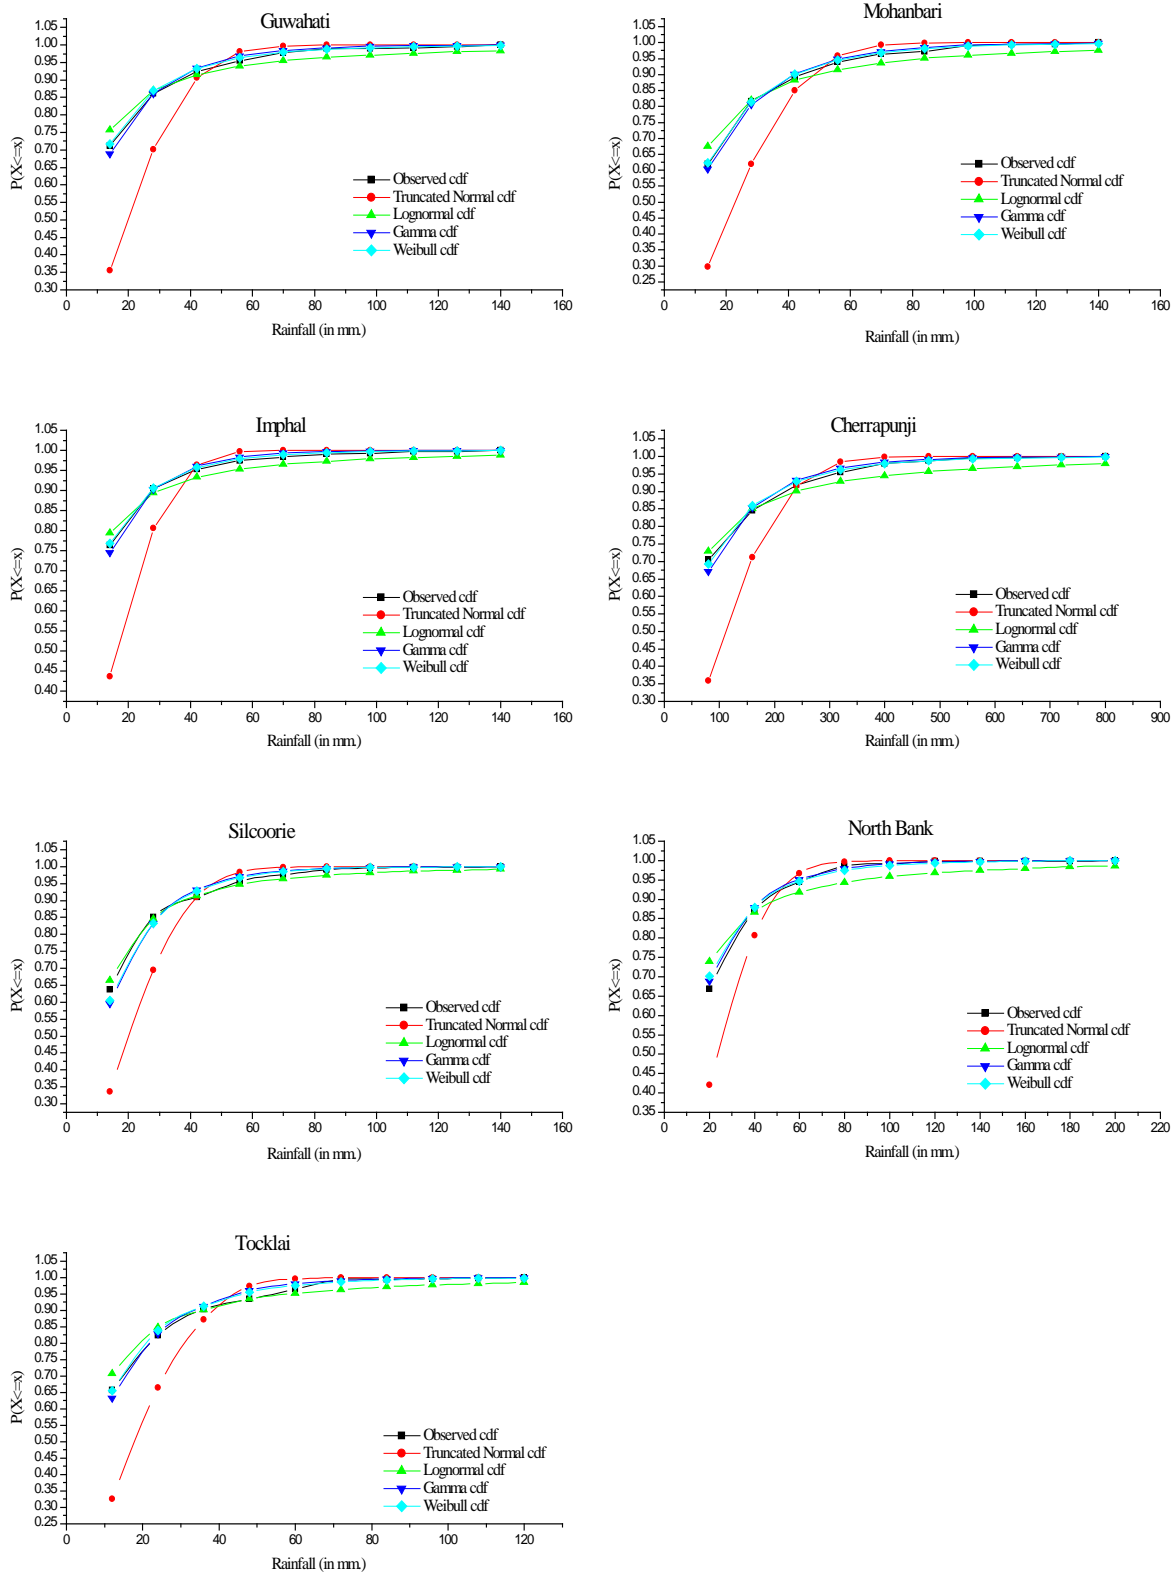 Guwahati
1.05
1.00
0.95
0.90
0.85
0.80
0.75
0.70
0.65
0.60
0.55
0.50
0.45
0.40
0.35
0.30
P(X<=x)
Observed cdf
Truncated Normal cdf
Lognormal cdf
Gamma cdf
Weibull cdf
0 20 40 60 80 100 120 140 160
Rainfall (in mm.)
Mohanbari
1.05
1.00
0.95
0.90
0.85
0.80
0.75
0.70
0.65
0.60
0.55
0.50
0.45
0.40
0.35
0.30
0.25
P(X<=x)
Observed cdf
Truncated Normal cdf
Lognormal cdf
Gamma cdf
Weibull cdf
0 20 40 60 80 100 120 140 160
Rainfall (in mm.)
Imphal
1.05
1.00
0.95
0.90
0.85
0.80
0.75
0.70
0.65
0.60
0.55
0.50
0.45
0.40
P(X<=x)
Observed cdf
Truncated Normal cdf
Lognormal cdf
Gamma cdf
Weibull cdf
0 20 40 60 80 100 120 140 160
Rainfall (in mm.)
Cherrapunji
1.05
1.00
0.95
0.90
0.85
0.80
0.75
0.70
0.65
0.60
0.55
0.50
0.45
0.40
0.35
0.30
P(X<=x)
Observed cdf
Truncated Normal cdf
Lognormal cdf
Gamma cdf
Weibull cdf
0 100 200 300 400 500 600 700 800 900
Rainfall (in mm.)
Silcoorie
1.05
1.00
0.95
0.90
0.85
0.80
0.75
0.70
0.65
0.60
0.55
0.50
0.45
0.40
0.35
0.30
P(X<=x)
Observed cdf
Truncated Normal cdf
Lognormal cdf
Gamma cdf
Weibull cdf
0 20 40 60 80 100 120 140 160
Rainfall (in mm.)
North Bank
1.05
1.00
0.95
0.90
0.85
0.80
0.75
0.70
0.65
0.60
0.55
0.50
0.45
0.40
0.35
P(X<=x)
Observed cdf
Truncated Normal cdf
Lognormal cdf
Gamma cdf
Weibull cdf
0 20 40 60 80 100 120 140 160 180 200 220
Rainfall (in mm.)
Tocklai
1.05
1.00
0.95
0.90
0.85
0.80
0.75
0.70
0.65
0.60
0.55
0.50
0.45
0.40
0.35
0.30
0.25
P(X<=x)
Observed cdf
Truncated Normal cdf
Lognormal cdf
Gamma cdf
Weibull cdf
0 20 40 60 80 100 120
Rainfall (in mm.)